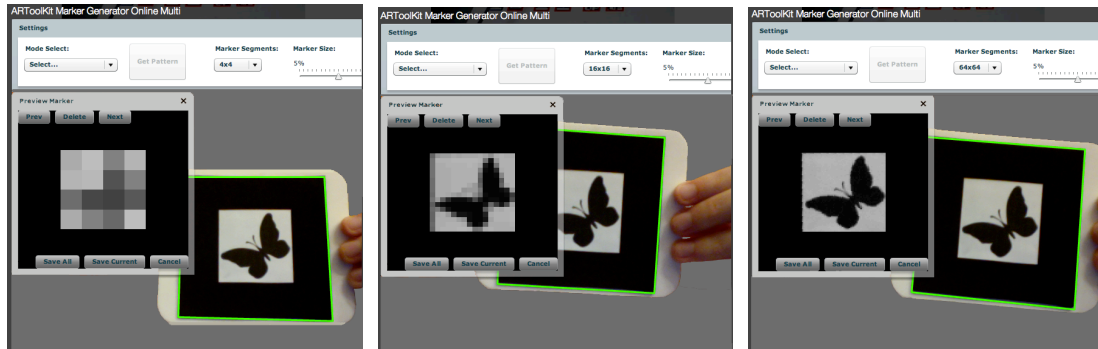 ARToolKit Marker Generator Online Multi
Settings
Mode Select:
Marker Segments:
Marker Size:
Select...
Get Pattern
4x4
5%
Preview Marker
Prev
Delete
Next
Save All
Save Current
Cancel
ARToolKit Marker Generator Online Multi
Settings
Mode Select:
Marker Segments:
Marker Size:
Select...
Get Pattern
16x16
5%
Preview Marker
Prev
Delete
Next
Save All
Save Current
Cancel
ARToolKit Marker Generator Online Multi
Settings
Mode Select:
Marker Segments:
Marker Size:
Select...
Get Pattern
64x64
5%
Preview Marker
Prev
Delete
Next
Save All
Save Current
Cancel